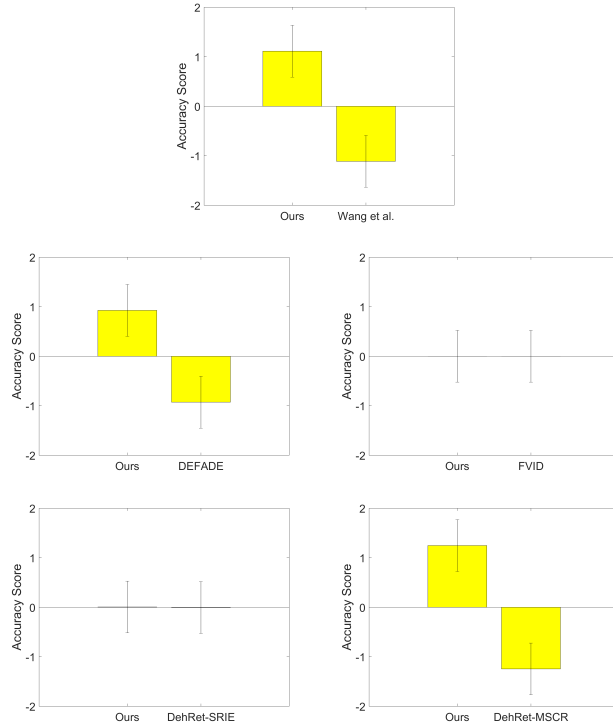 2
1
0
-1
-2
Accuracy Score
Ours Wang et al.
2
1
0
-1
-2
Accuracy Score
Ours DEFADE
2
1
0
-1
-2
Accuracy Score
Ours FVID
2
1
0
-1
-2
Accuracy Score
Ours DehRet-SRIE
2
1
0
-1
-2
Accuracy Score
Ours DehRet-MSCR